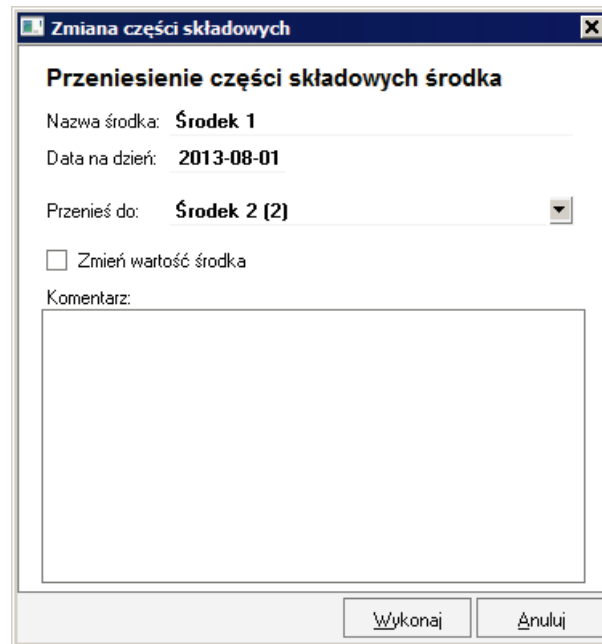 Zmiana części składowych
Przeniesienie części składowych środka
Nazwa środka: Środek 1
Data na dzień: 2013-08-01
Przenieś do: Środek 2 (2)
Zmień wartość środka
Komentarz:
Wykonaj Anuluj